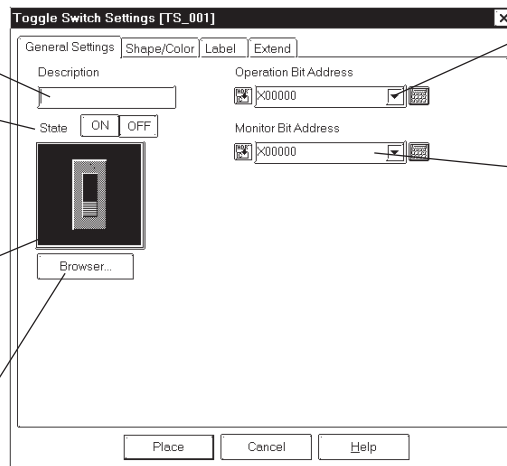 Toggle Switch Settings [TS_001]
General Settings
Shape/Color
Label
Extend
Description
Operation Bit Address
X00000
State
ON
OFF
Monitor Bit Address
X00000
Browser...
Place
Cancel
Help